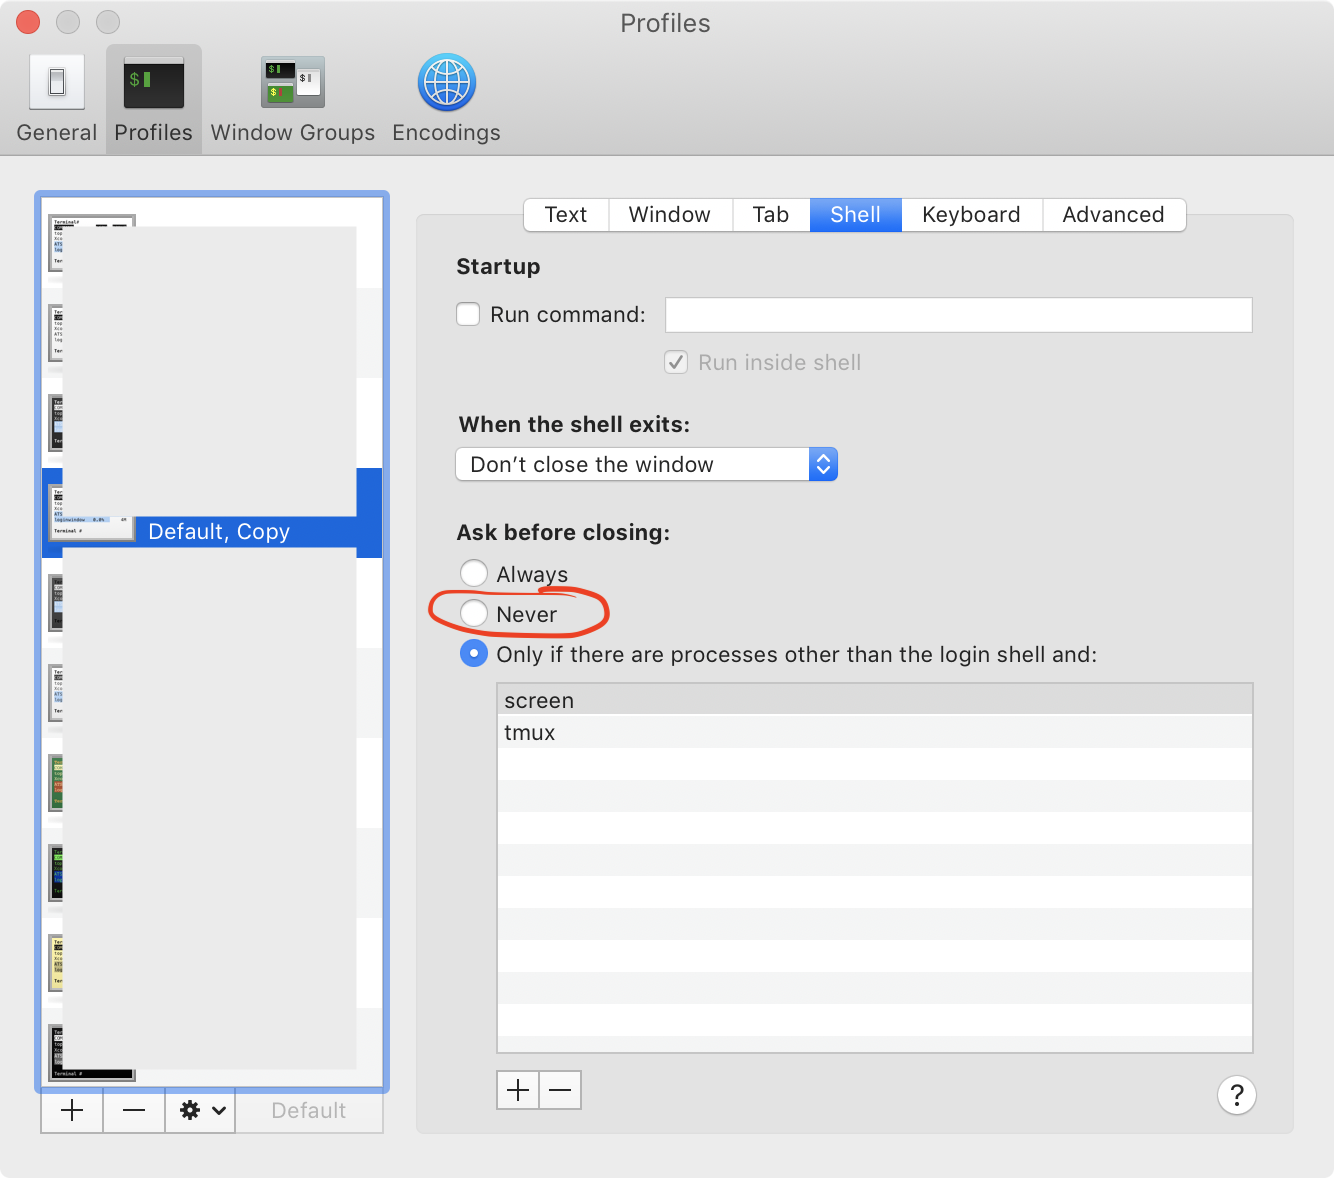 Profiles
General
Profiles
Window Groups
Encodings
Text
Window
Tab
Shell
Keyboard
Advanced
Startup
Run command:
Run inside shell
When the shell exits:
Don’t close the window
Ask before closing:
Always
Never
Only if there are processes other than the login shell and:
screen
tmux
Default, Copy
Default
?